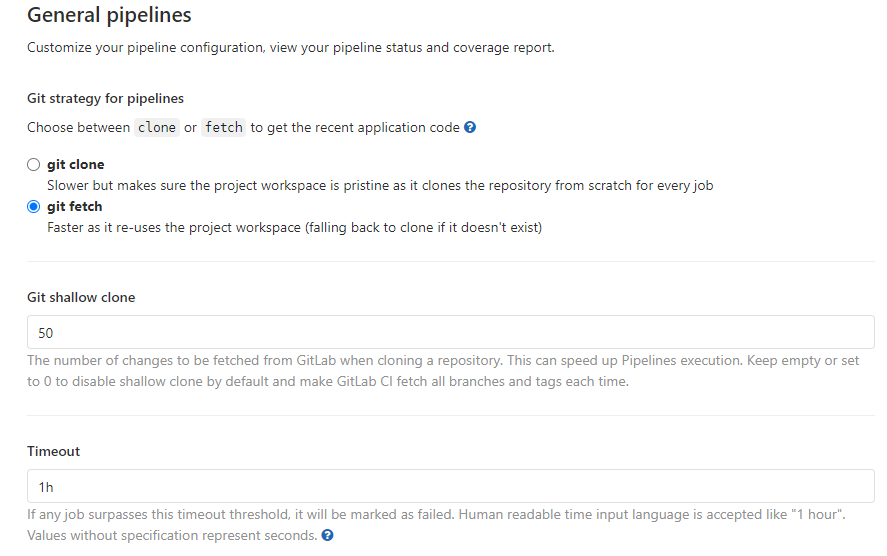 General pipelines
Customize your pipeline configuration, view your pipeline status and coverage report.
Git strategy for pipelines
Choose between clone or fetch to get the recent application code ?
git clone
Slower but makes sure the project workspace is pristine as it clones the repository from scratch for every job
git fetch
Faster as it re-uses the project workspace (falling back to clone if it doesn't exist)
Git shallow clone
50
The number of changes to be fetched from GitLab when cloning a repository. This can speed up Pipelines execution. Keep empty or set
to 0 to disable shallow clone by default and make GitLab CI fetch all branches and tags each time.
Timeout
1h
If any job surpasses this timeout threshold, it will be marked as failed. Human readable time input language is accepted like "1 hour".
Values without specification represent seconds. ?